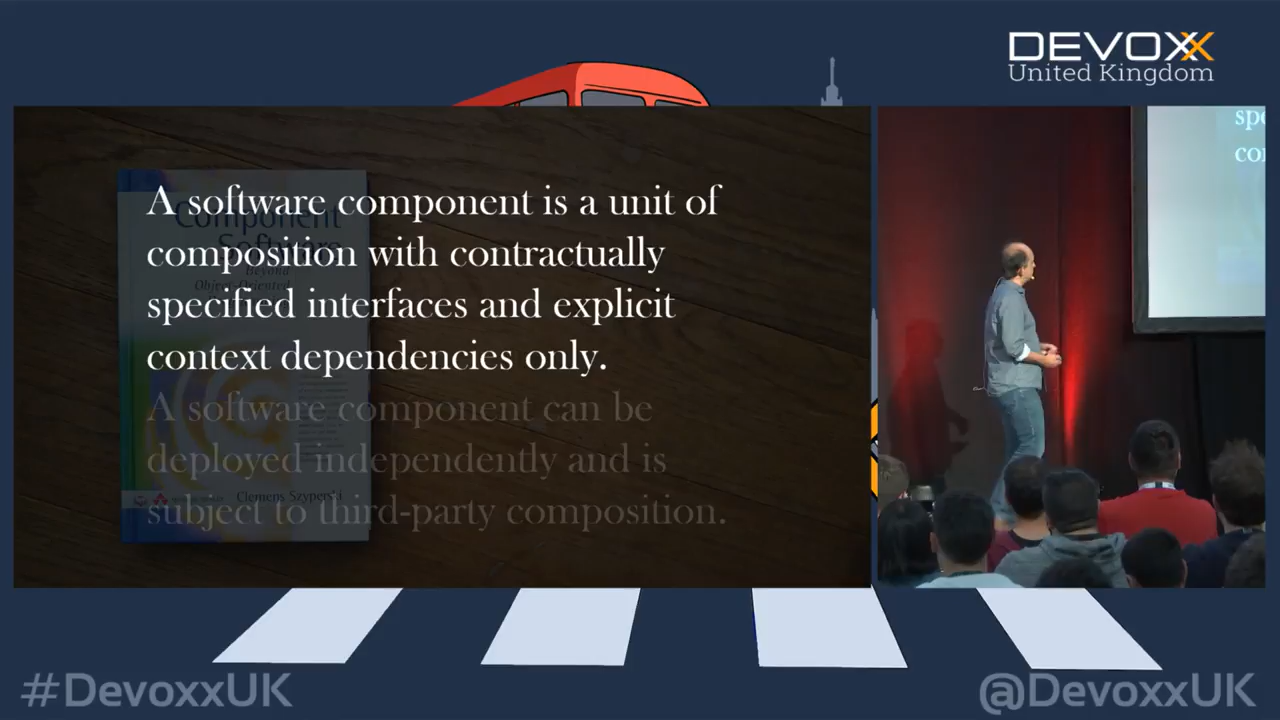 DEVOXX
United Kingdom
A software component is a unit of
composition with contractually
specified interfaces and explicit
context dependencies only.
A software component can be
deployed independently and is
subject to third-party composition.
Component
Software
Beyond
Object-Oriented
Clemens Szyperski
#DevoxxUK
@DevoxxUK